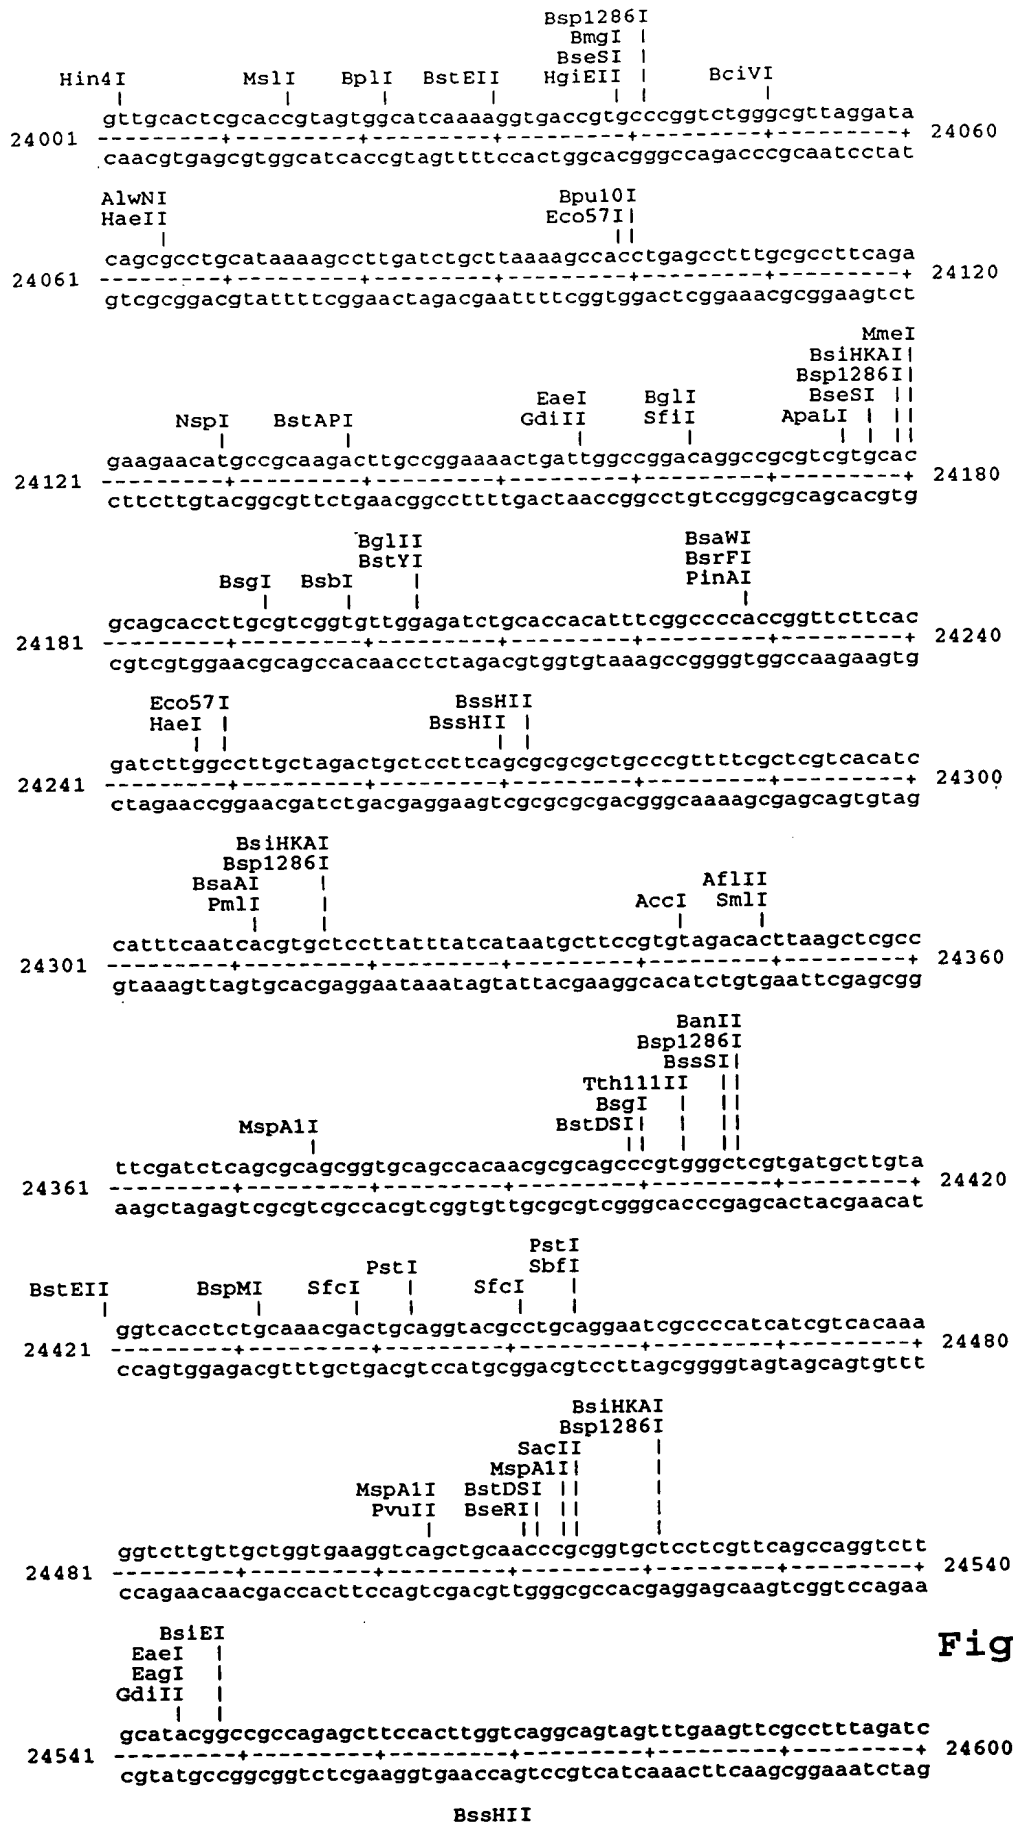 Bsp1286I
BmgI |
BseSI |
Hin4I MslI BplI BstEII HgiEII | BciVI
| | | | | | |
gttgcactcgcaccgtagtggcatcaaaaggtgaccgtgcccggtctgggcgttaggata
24001 ---------+---------+---------+---------+---------+---------+ 24060
caacgtgagcgtggcatcaccgtagttttccactggcacgggccagacccgcaatcctat
AlwNI Bpu10I
HaeII Eco57I|
| ||
cagcgcctgcataaaagccttgatctgcttaaaagccacctgagcctttgcgccttcaga
24061 ---------+---------+---------+---------+---------+---------+ 24120
gtcgcggacgtattttcggaactagacgaattttcggtggactcggaaacgcggaagtct
MmeI
BsiHKAI|
Bsp1286I|
EaeI BglI BseSI ||
NspI BstAPI GdiII SfiI ApaLI | ||
| | | | | | ||
gaagaacatgccgcaagacttgccggaaaactgattggccggacaggccgcgtcgtgcac
24121 ---------+---------+---------+---------+---------+---------+ 24180
cttcttgtacggcgttctgaacggccttttgactaaccggcctgtccggcgcagcacgtg
BglII BsaWI
BstYI BsrFI
BsgI BsbI | PinAI
| | | |
gcagcaccttgcgtcggtgttggagatctgcaccacatttcggccccaccggttcttcac
24181 ---------+---------+---------+---------+---------+---------+ 24240
cgtcgtggaacgcagccacaacctctagacgtggtgtaaagccggggtggccaagaagtg
Eco57I BssHII
HaeI | BssHII |
| | | |
gatcttggccttgctagactgctccttcagcgcgcgctgcccgttttcgctcgtcacatc
24241 ---------+---------+---------+---------+---------+---------+ 24300
ctagaaccggaacgatctgacgaggaagtcgcgcgcgacgggcaaaagcgagcagtgtag
BsiHKAI
Bsp1286I
BsaAI | AflII
PmlI | AccI SmlI
| | | |
catttcaatcacgtgctccttatttatcataatgcttccgtgtagacacttaagctcgcc
24301 ---------+---------+---------+---------+---------+---------+ 24360
gtaaagttagtgcacgaggaataaatagtattacgaaggcacatctgtgaattcgagcgg
BanII
Bsp1286I
BssSI|
Tth111II ||
BsgI | ||
MspA1I BstDSI| | ||
| || | ||
ttcgatctcagcgcagcggtgcagccacaacgcgcagcccgtgggctcgtgatgcttgta
24361 ---------+---------+---------+---------+---------+---------+ 24420
aagctagagtcgcgtcgccacgtcggtgttgcgcgtcgggcacccgagcactacgaacat
PstI
PstI SbfI
BstEII BspMI SfcI | SfcI |
| | | | | |
ggtcacctctgcaaacgactgcaggtacgcctgcaggaatcgccccatcatcgtcacaaa
24421 ---------+---------+---------+---------+---------+---------+ 24480
ccagtggagacgtttgctgacgtccatgcggacgtccttagcggggtagtagcagtgttt
BsiHKAI
Bsp1286I
SacII |
MspA1I| |
MspA1I BstDSI || |
PvuII BseRI| || |
| || || |
ggtcttgttgctggtgaaggtcagctgcaacccgcggtgctcctcgttcagccaggtctt
24481 ---------+---------+---------+---------+---------+---------+ 24540
ccagaacaacgaccacttccagtcgacgttgggcgccacgaggagcaagtcggtccagaa
BsiEI
EaeI |
EagI |
GdiII |
| |
Fig
gcatacggccgccagagcttccacttggtcaggcagtagtttgaagttcgcctttagatc
24541 ---------+---------+---------+---------+---------+---------+ 24600
cgtatgccggcggtctcgaaggtgaaccagtccgtcatcaaacttcaagcggaaatctag
BssHII